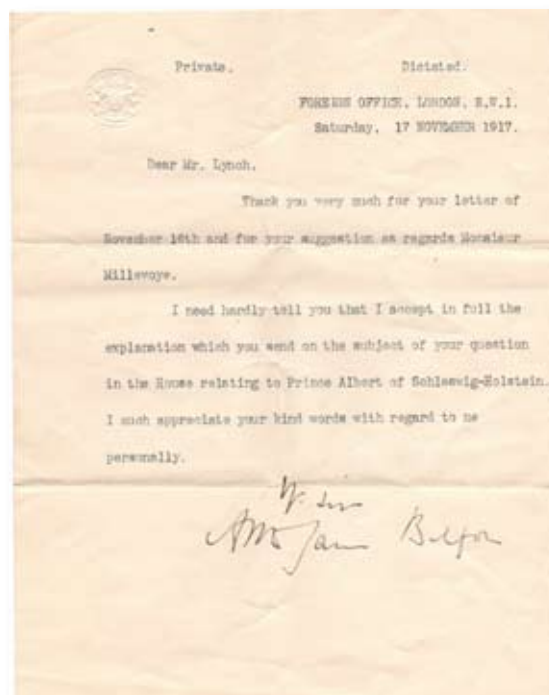 Private. Dictated.
FOREIGN OFFICE, LONDON, S.W.1.
Saturday, 17 NOVEMBER 1917.
Dear Mr. Lynch,
Thank you very much for your letter of
November 16th and for your suggestion as regards Monsieur
Millevoye.
I need hardly tell you that I accept in full the
explanation which you send on the subject of your question
in the House relating to Prince Albert of Schleswig-Holstein.
I much appreciate your kind words with regard to me
personally.
Arthur James Balfour